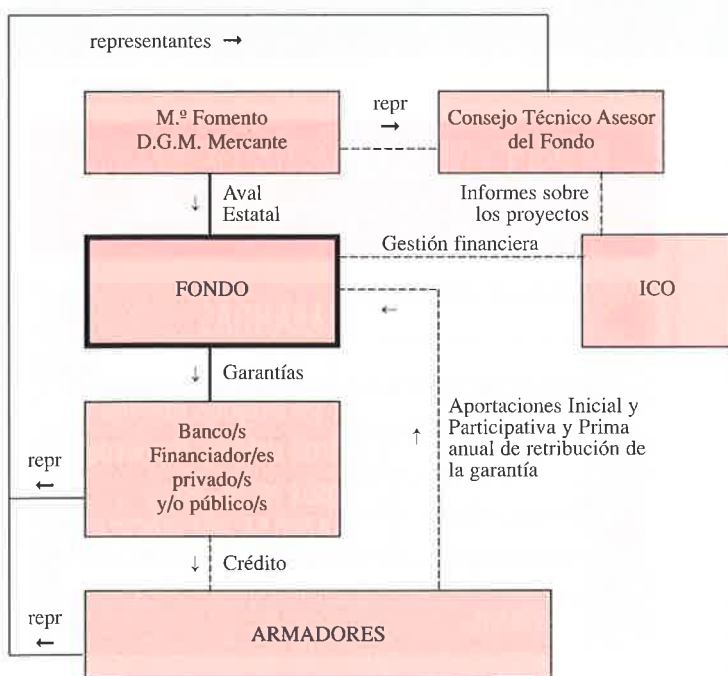 representantes →
M.º Fomento
D.G.M. Mercante
repr
→
Consejo Técnico Asesor
del Fondo
↓ Aval
Estatal
Informes sobre
los proyectos
Gestión financiera
FONDO
ICO
←
↓ Garantías
Banco/s
Financiador/es
privado/s
y/o público/s
repr
←
↑
Aportaciones Inicial y
Participativa y Prima
anual de retribución de
la garantía
↓ Crédito
repr
←
ARMADORES